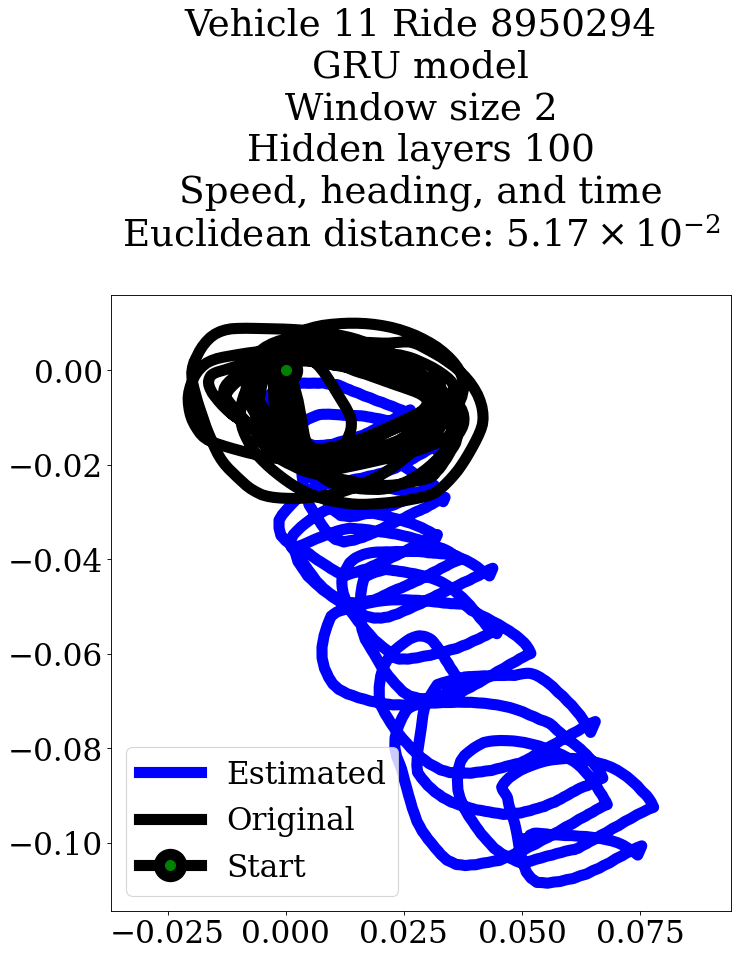 Vehicle 11 Ride 8950294
GRU model
Window size 2
Hidden layers 100
Speed, heading, and time
Euclidean distance: 5.17 × 10⁻²
0.00
−0.02
−0.04
−0.06
−0.08
−0.10
Estimated
Original
Start
−0.025 0.000 0.025 0.050 0.075